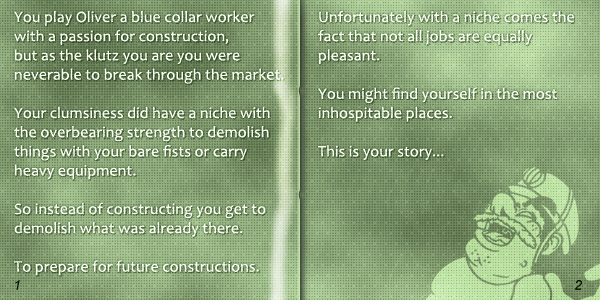 You play Oliver a blue collar worker
with a passion for construction,
but as the klutz you are you were
neverable to break through the market.
Your clumsiness did have a niche with
the overbearing strength to demolish
things with your bare fists or carry
heavy equipment.
So instead of constructing you get to
demolish what was already there.
To prepare for future constructions.
1
Unfortunately with a niche comes the
fact that not all jobs are equally
pleasant.
You might find yourself in the most
inhospitable places.
This is your story...
2